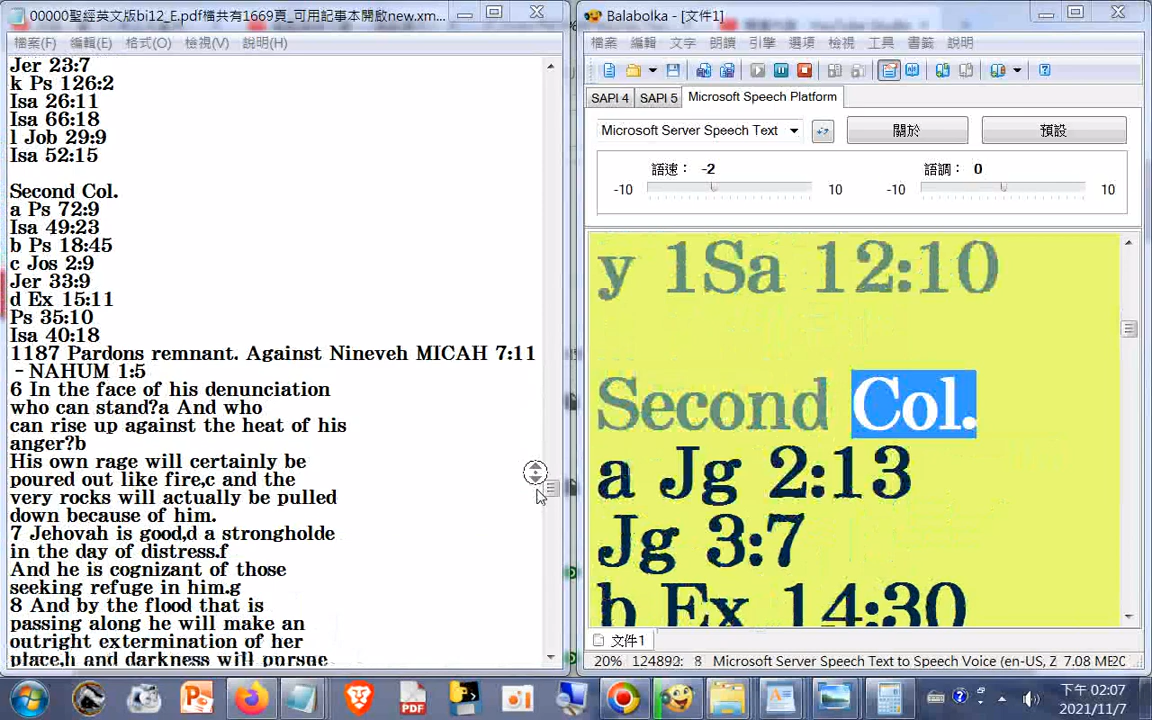 00000聖經英文版bi12_E.pdf檔共有1669頁_可用記事本開啟new.xm...
檔案(F) 編輯(E) 格式(O) 檢視(V) 說明(H)
Jer 23:7
k Ps 126:2
Isa 26:11
Isa 66:18
l Job 29:9
Isa 52:15
Second Col.
a Ps 72:9
Isa 49:23
b Ps 18:45
c Jos 2:9
Jer 33:9
d Ex 15:11
Ps 35:10
Isa 40:18
1187 Pardons remnant. Against Nineveh MICAH 7:11
-NAHUM 1:5
6 In the face of his denunciation
who can stand?a And who
can rise up against the heat of his
anger?b
His own rage will certainly be
poured out like fire,c and the
very rocks will actually be pulled
down because of him.
7 Jehovah is good,d a strongholde
in the day of distress.f
And he is cognizant of those
seeking refuge in him.g
8 And by the flood that is
passing along he will make an
outright extermination of her
place,h and darkness will pursue
Balabolka - [文件1]
檔案 編輯 文字 朗讀 引擎 選項 檢視 工具 書籤 說明
SAPI 4 SAPI 5 Microsoft Speech Platform
Microsoft Server Speech Text 關於 預設
語速： -2 語調： 0
-10 10 -10 10
y 1Sa 12:10
Second Col.
a Jg 2:13
Jg 3:7
b Ex 14:30
文件1
20% 124892: 8 Microsoft Server Speech Text to Speech Voice (en-US, Z 7.08 ME
下午 02:07
2021/11/7